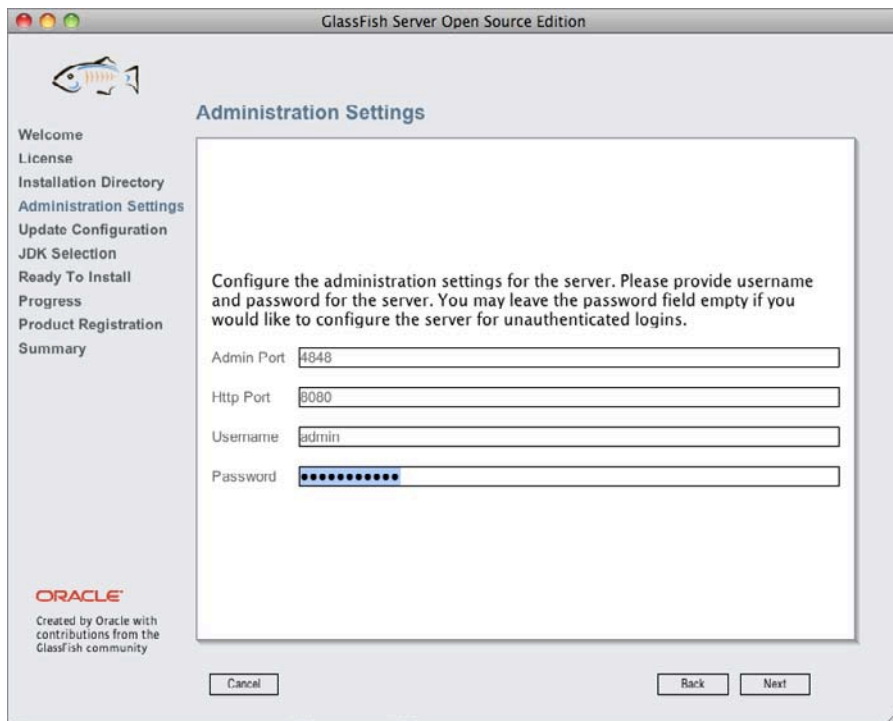 GlassFish Server Open Source Edition
Administration Settings
Welcome
License
Installation Directory
Administration Settings
Update Configuration
JDK Selection
Ready To Install
Progress
Product Registration
Summary
Configure the administration settings for the server. Please provide username
and password for the server. You may leave the password field empty if you
would like to configure the server for unauthenticated logins.
Admin Port 4848
Http Port 8080
Username admin
Password •••••••••••
ORACLE
Created by Oracle with
contributions from the
GlassFish community
Cancel
Back
Next